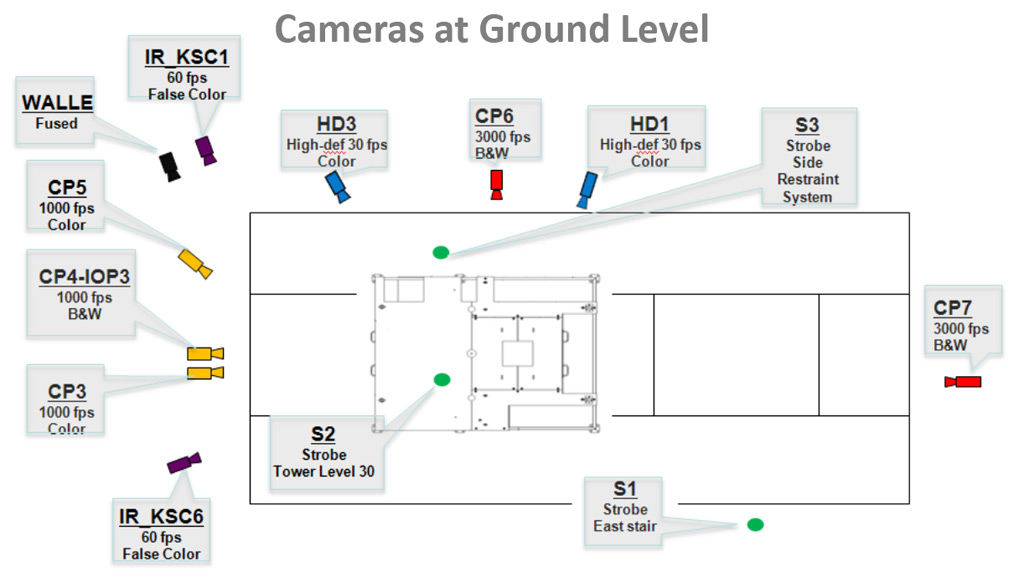 Cameras at Ground Level
IR_KSC1
60 fps
False Color
WALLE
Fused
HD3
High-def 30 fps
Color
CP6
3000 fps
B&W
HD1
High-def 30 fps
Color
S3
Strobe
Side
Restraint
System
CP5
1000 fps
Color
CP4-IOP3
1000 fps
B&W
CP7
3000 fps
B&W
CP3
1000 fps
Color
S2
Strobe
Tower Level 30
S1
Strobe
East stair
IR_KSC6
60 fps
False Color